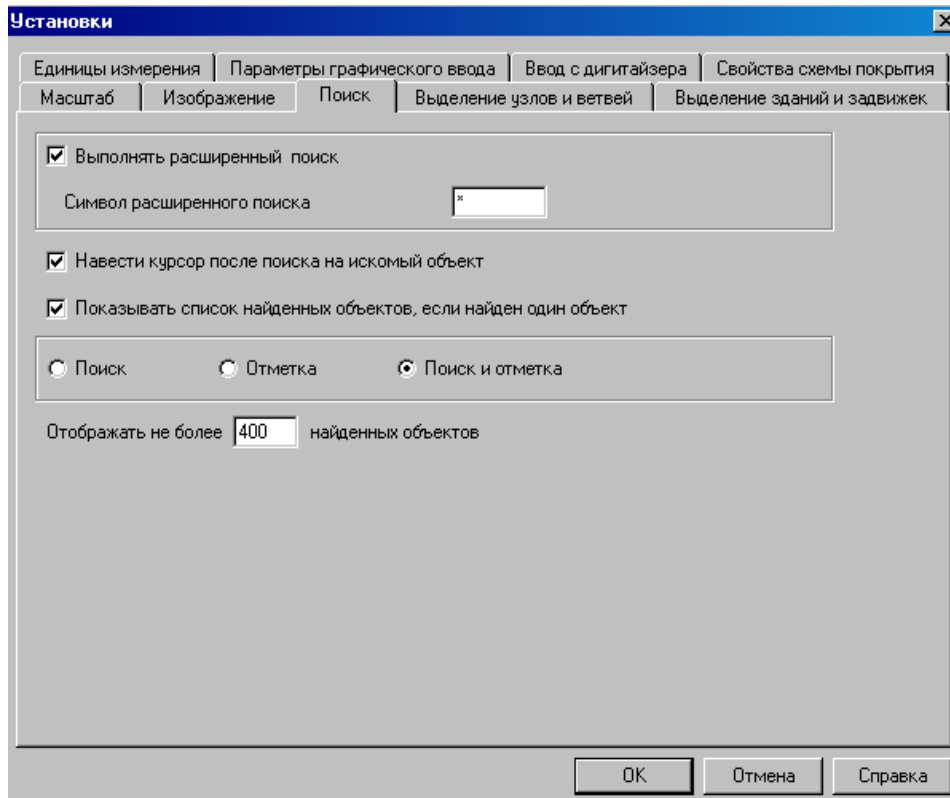 Установки
Единицы измерения Параметры графического ввода Ввод с дигитайзера Свойства схемы покрытия
Масштаб Изображение Поиск Выделение узлов и ветвей Выделение зданий и задвижек
Выполнять расширенный поиск
Символ расширенного поиска *
Навести курсор после поиска на искомый объект
Показывать список найденных объектов, если найден один объект
Поиск Отметка Поиск и отметка
Отображать не более 400 найденных объектов
OK Отмена Справка